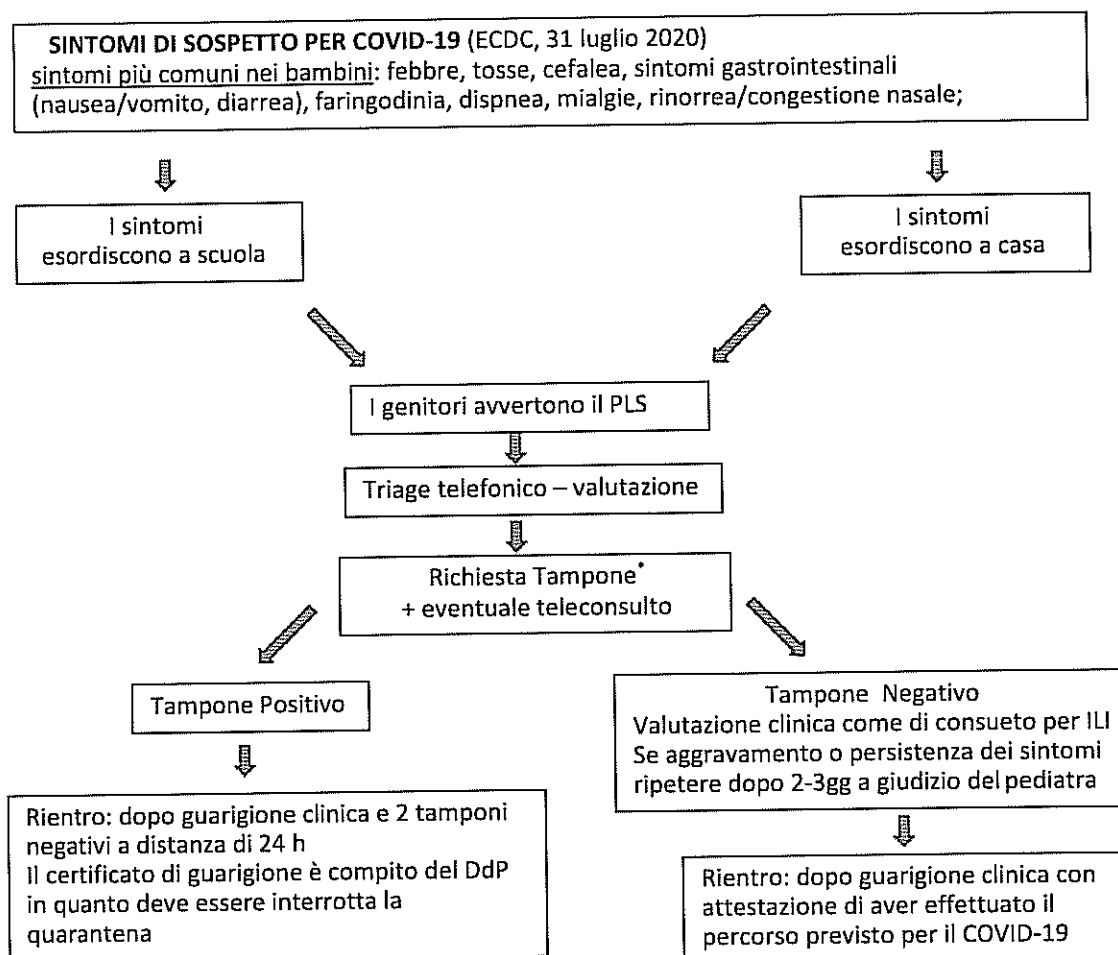 SINTOMI DI SOSPETTO PER COVID-19 (ECDC, 31 luglio 2020)
sintomi più comuni nei bambini: febbre, tosse, cefalea, sintomi gastrointestinali
(nausea/vomito, diarrea), faringodinia, dispnea, mialgie, rinorrea/congestione nasale;
I sintomi
esordiscono a scuola
I sintomi
esordiscono a casa
I genitori avvertono il PLS
Triage telefonico – valutazione
Richiesta Tampone*
+ eventuale teleconsulto
Tampone Positivo
Tampone Negativo
Valutazione clinica come di consueto per ILI
Se aggravamento o persistenza dei sintomi
ripetere dopo 2-3gg a giudizio del pediatra
Rientro: dopo guarigione clinica e 2 tamponi
negativi a distanza di 24 h
Il certificato di guarigione è compito del DdP
in quanto deve essere interrotta la
quarantena
Rientro: dopo guarigione clinica con
attestazione di aver effettuato il
percorso previsto per il COVID-19